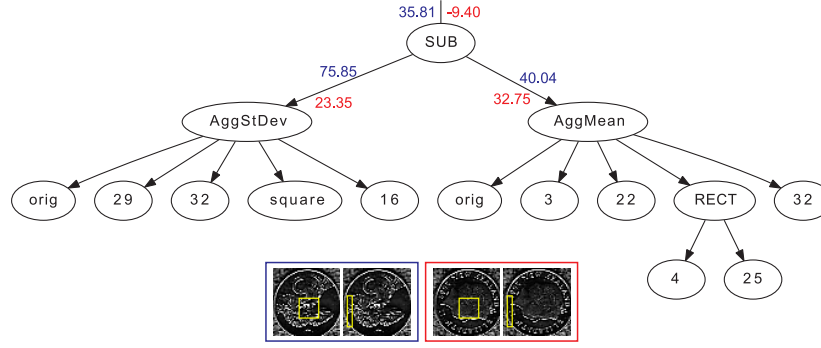 35.81 -9.40
SUB
75.85 40.04
23.35 32.75
AggStDev AggMean
orig 29 32 square 16 orig 3 22 RECT 32
4 25